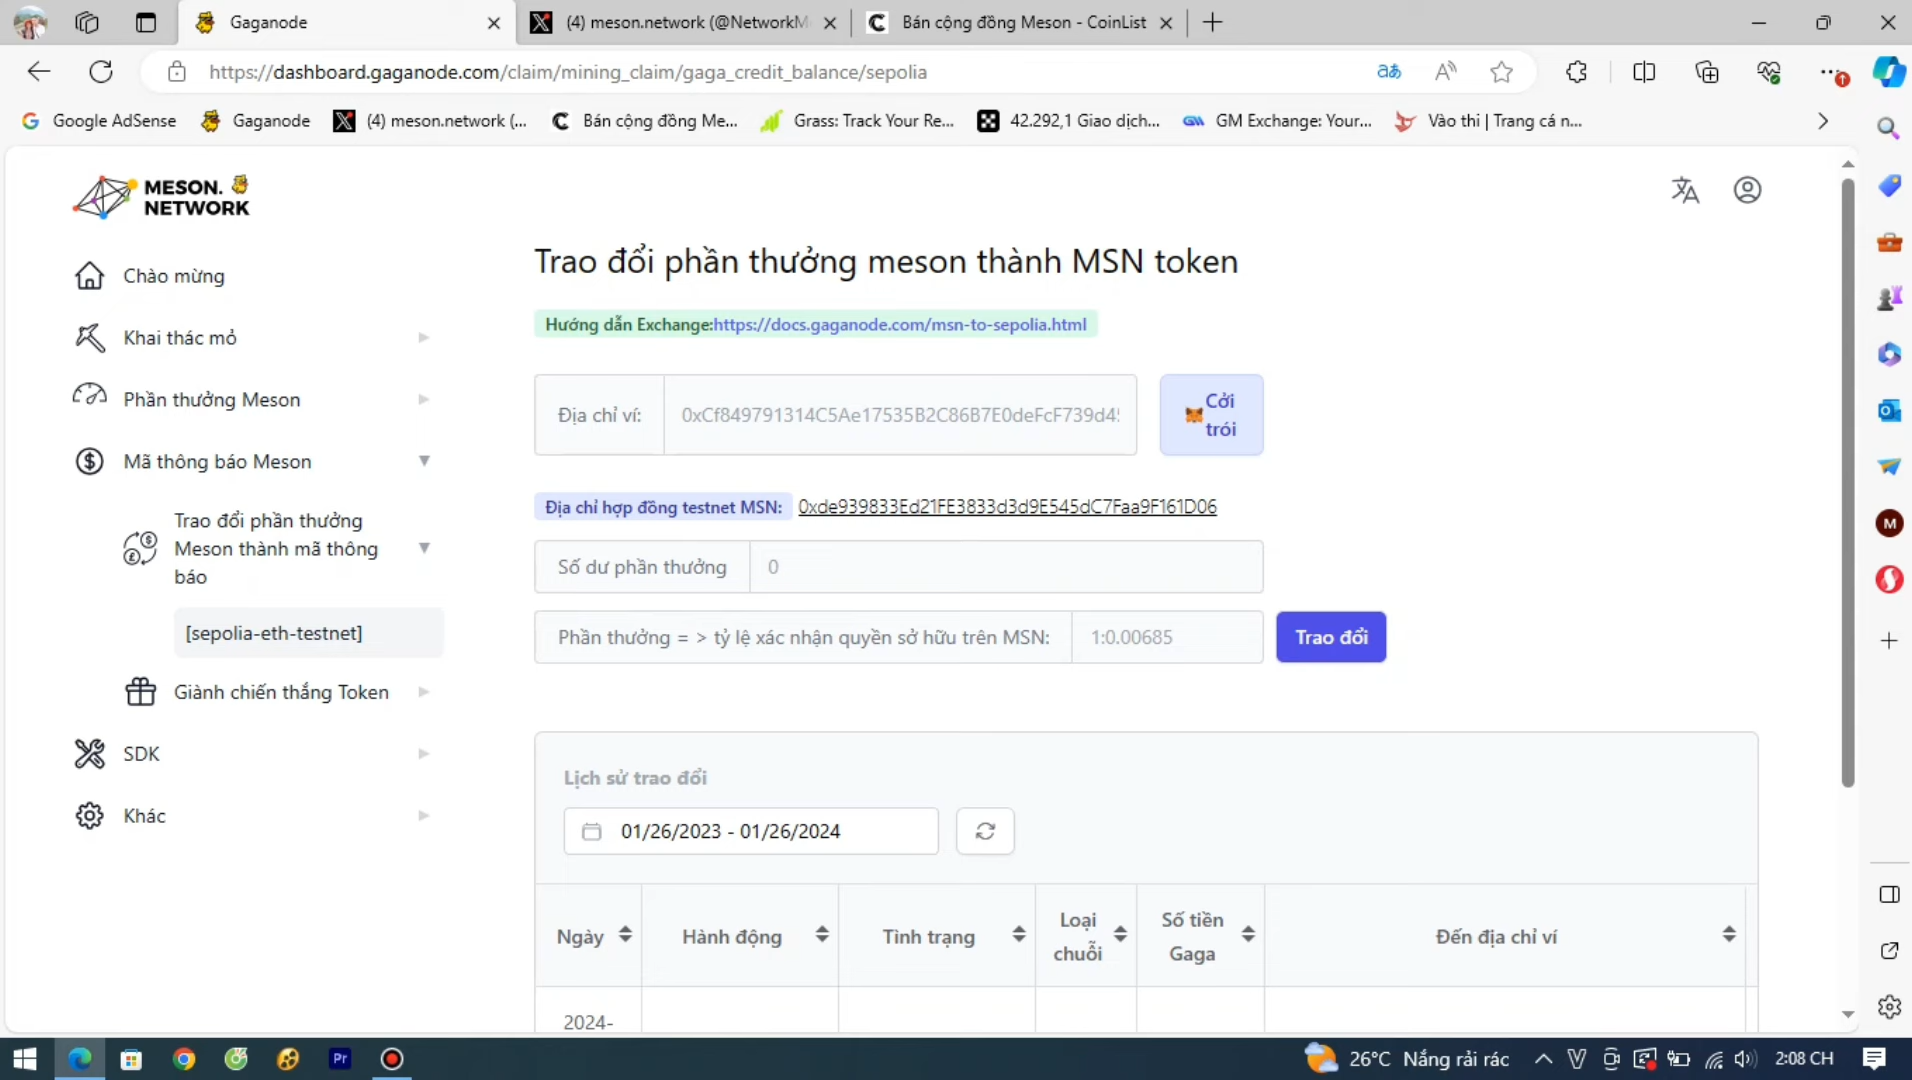 Gaganode
(4) meson.network (@NetworkM
Bán cộng đồng Meson - CoinList
https://dashboard.gaganode.com/claim/mining_claim/gaga_credit_balance/sepolia
Google AdSense
Gaganode
(4) meson.network (...
Bán cộng đồng Me...
Grass: Track Your Re...
42.292,1 Giao dịch...
GM Exchange: Your...
Vào thi | Trang cá n...
MESON.
NETWORK
Chào mừng
Khai thác mỏ
Phần thưởng Meson
Mã thông báo Meson
Trao đổi phần thưởng
Meson thành mã thông
báo
[sepolia-eth-testnet]
Giành chiến thắng Token
SDK
Khác
Trao đổi phần thưởng meson thành MSN token
Hướng dẫn Exchange:https://docs.gaganode.com/msn-to-sepolia.html
Địa chỉ ví:
0xCf849791314C5Ae17535B2C86B7E0deFcF739d45
Cởi
trói
Địa chỉ hợp đồng testnet MSN: 0xde939833Ed21FE3833d3d9E545dC7Faa9F161D06
Số dư phần thưởng
0
Phần thưởng = > tỷ lệ xác nhận quyền sở hữu trên MSN:
1:0.00685
Trao đổi
Lịch sử trao đổi
01/26/2023 - 01/26/2024
Ngày
Hành động
Tình trạng
Loại
chuỗi
Số tiền
Gaga
Đến địa chỉ ví
2024-
M
Pr
26°C Nắng rải rác
2:08 CH